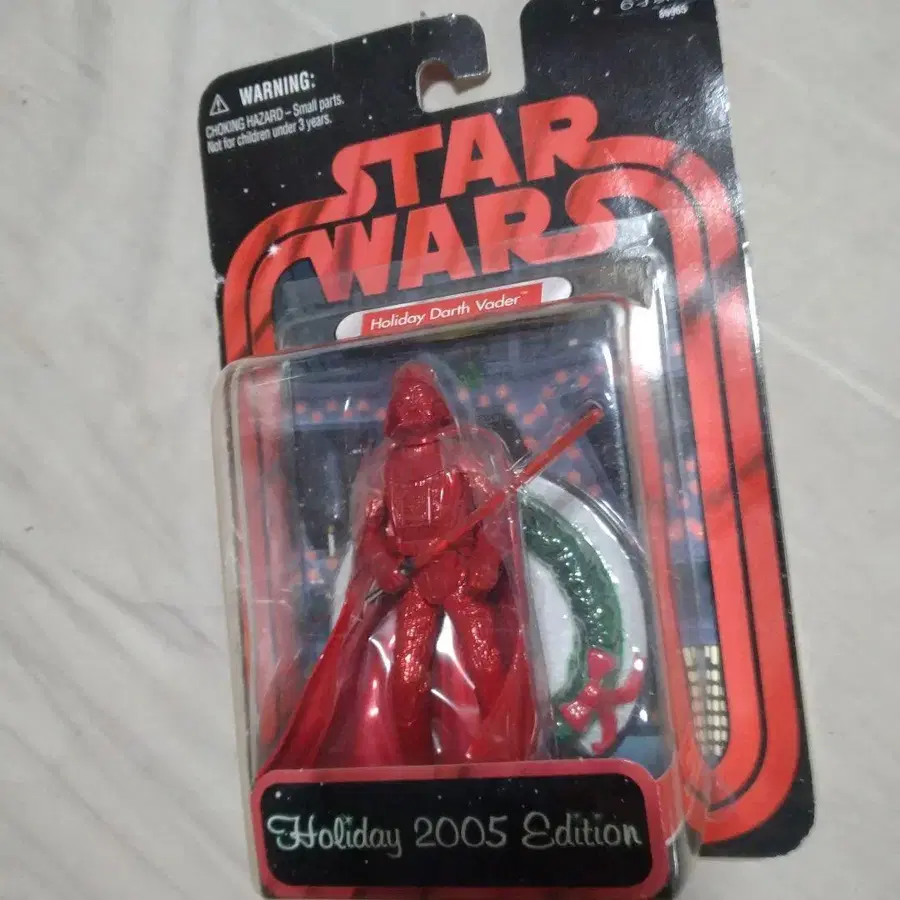 WARNING:
CHOKING HAZARD – Small parts.
Not for children under 3 years.
STAR
WARS
Holiday Darth Vader™
Holiday 2005 Edition